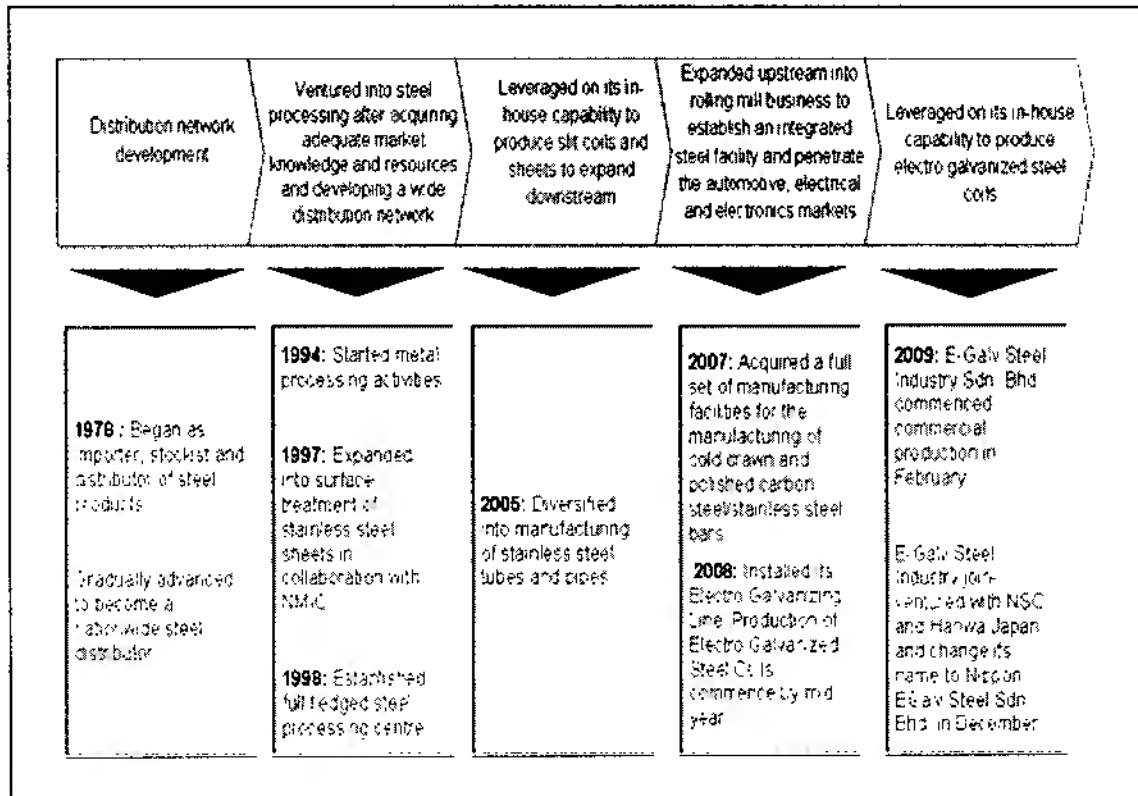 Distribution network
development
Ventured into steel
processing after acquiring
adequate market
knowledge and resources
and developing a wide
distribution network
Leveraged on its in-
house capability to
produce slit coils and
sheets to expand
downstream
Expanded upstream into
rolling mill business to
establish an integrated
steel facility and penetrate
the automotive, electrical
and electronics markets
Leveraged on its in-house
capability to produce
electro galvanized steel
coils
1978 : Began as
importer, stockist and
distributor of steel
products
Gradually advanced
to become a
nationwide steel
distributor
1994: Started metal
processing activities
1997: Expanded
into surface
treatment of
stainless steel
sheets in
collaboration with
1998: Established
full fledged steel
processing centre
2005: Diversified
into manufacturing
of stainless steel
tubes and pipes
2007: Acquired a full
set of manufacturing
facilities for the
manufacturing of
cold drawn and
polished carbon
steel/stainless steel
bars
2008: Installed its
Electro Galvanizing
Line. Production of
Electro Galvanized
Steel Coils
commence by mid
year
2009: E-Galv Steel
Industry Sdn. Bhd
commenced
commercial
production in
February
E-Galv Steel
Industry joint-
ventured with NSC
and Hanwa Japan
and change its
name to Nippon
EGalv Steel Sdn
Bhd. in December